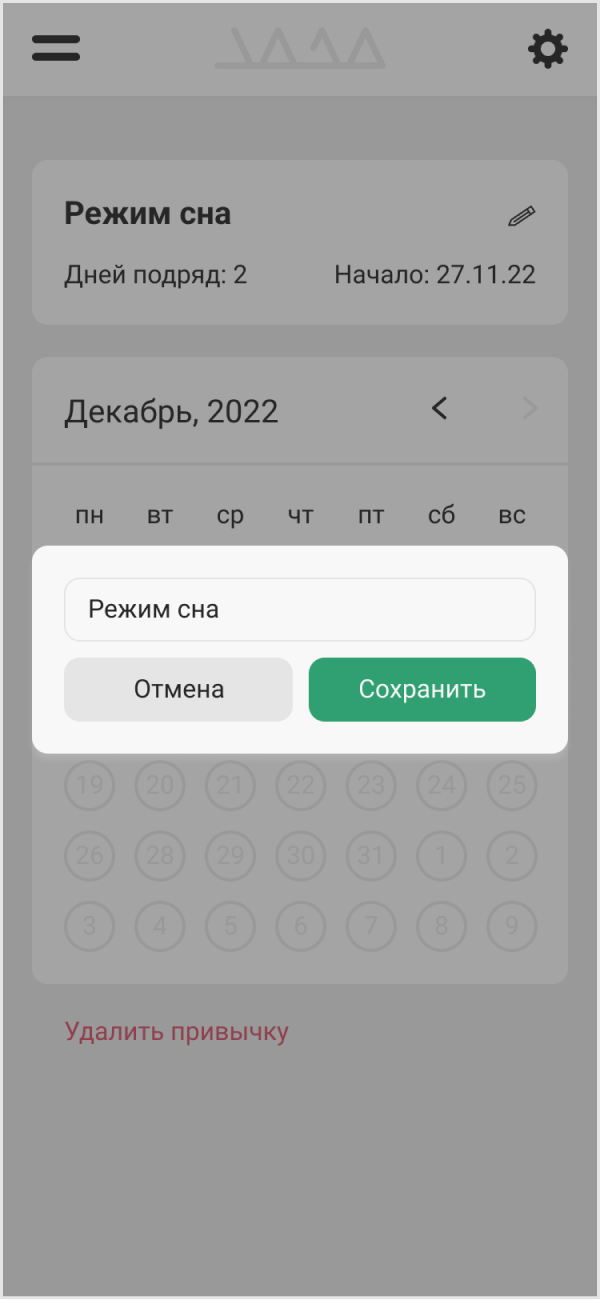 Режим сна
Дней подряд: 2 Начало: 27.11.22
Декабрь, 2022
пн вт ср чт пт сб вс
Режим сна
Отмена Сохранить
19 20 21 22 23 24 25
26 28 29 30 31 1 2
3 4 5 6 7 8 9
Удалить привычку